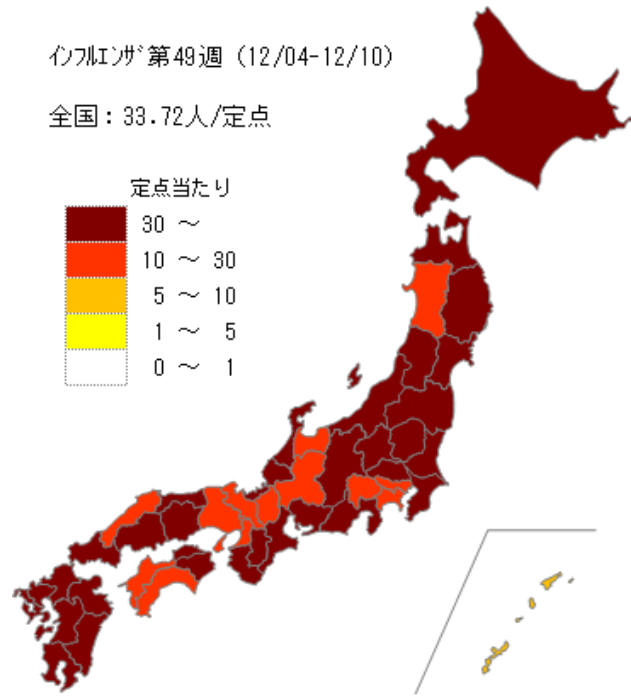 インフルエンザ 第49週 (12/04-12/10)
全国：33.72人/定点
定点当たり
30 ～
10 ～ 30
5 ～ 10
1 ～ 5
0 ～ 1